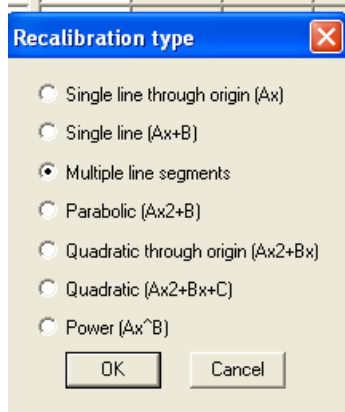 Recalibration type
Single line through origin (Ax)
Single line (Ax+B)
Multiple line segments
Parabolic (Ax2+B)
Quadratic through origin (Ax2+Bx)
Quadratic (Ax2+Bx+C)
Power (Ax^B)
OK Cancel